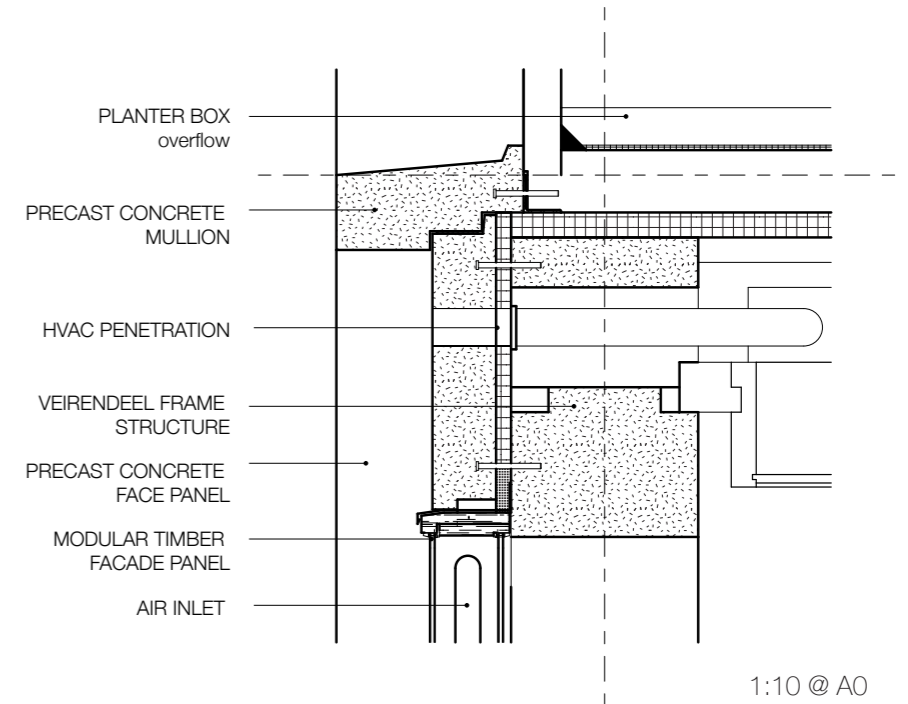 PLANTER BOX
overflow
PRECAST CONCRETE
MULLION
HVAC PENETRATION
VEIRENDEEL FRAME
STRUCTURE
PRECAST CONCRETE
FACE PANEL
MODULAR TIMBER
FACADE PANEL
AIR INLET
1:10 @ A0